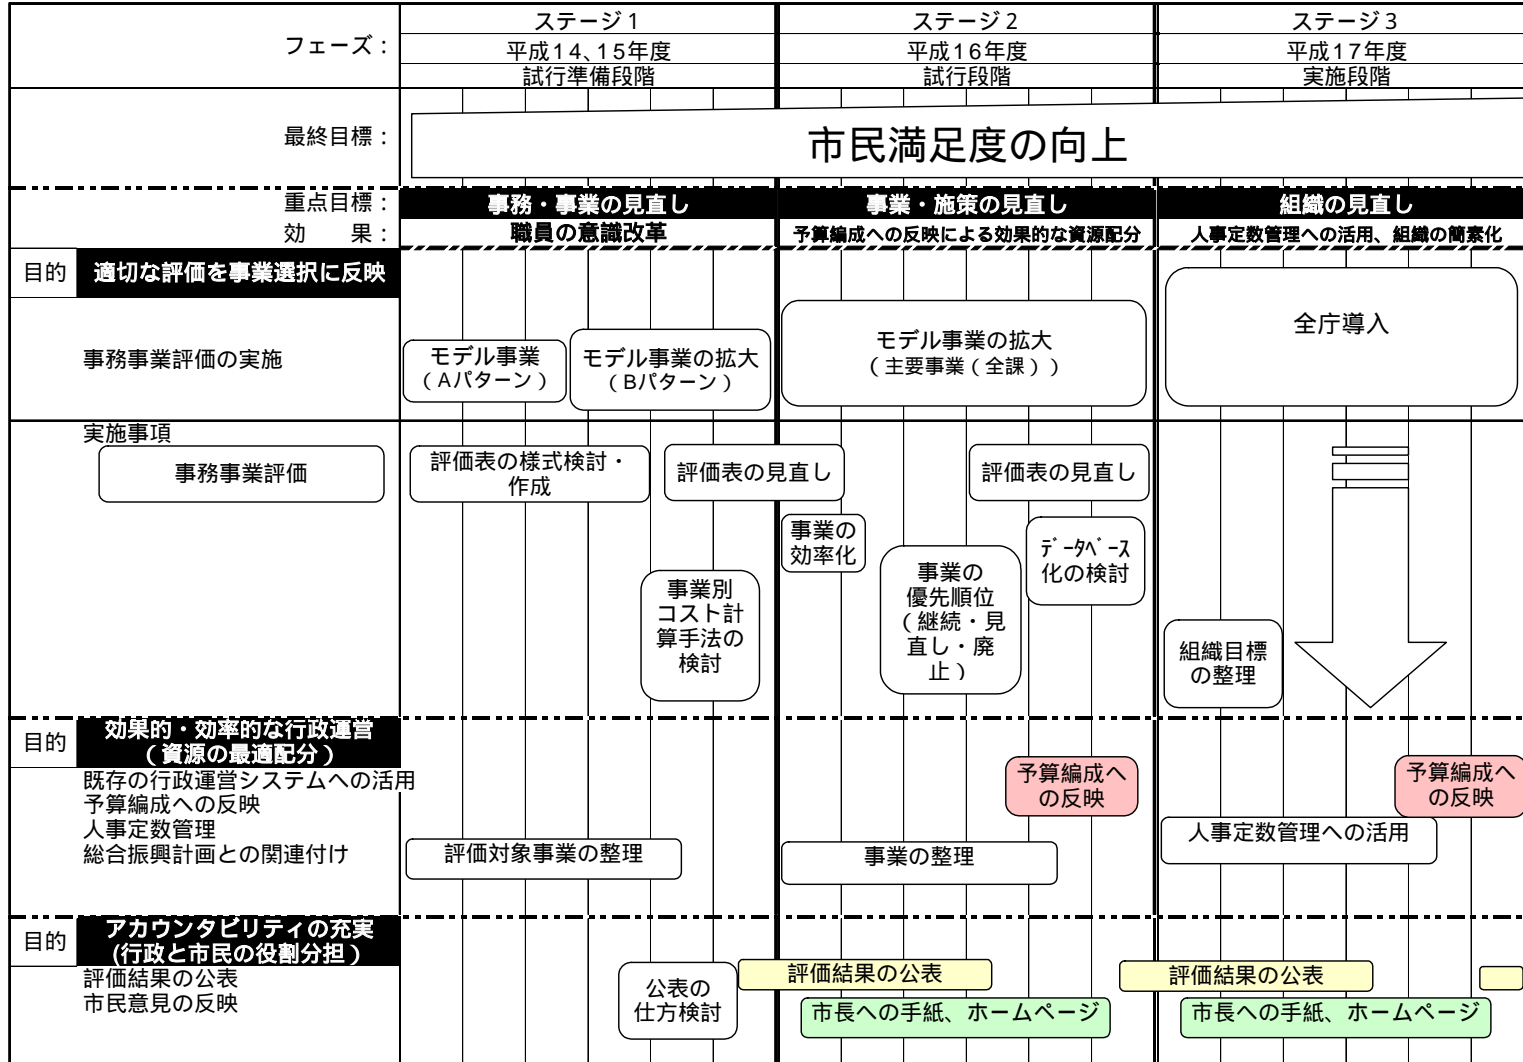 フェーズ：
ステージ１
平成１４、１５年度
試行準備段階
ステージ２
平成１６年度
試行段階
ステージ３
平成１７年度
実施段階
最終目標：
市民満足度の向上
重点目標：
事務・事業の見直し
事業・施策の見直し
組織の見直し
効　　果：
職員の意識改革
予算編成への反映による効果的な資源配分
人事定数管理への活用、組織の簡素化
目的
適切な評価を事業選択に反映
事務事業評価の実施
モデル事業
（Aパターン）
モデル事業の拡大
（Bパターン）
モデル事業の拡大
（主要事業（全課））
全庁導入
実施事項
事務事業評価
評価表の様式検討・
作成
評価表の見直し
評価表の見直し
事業の
効率化
ﾃﾞｰﾀﾍﾞｰｽ
化の検討
事業別
コスト計
算手法の
検討
事業の
優先順位
（継続・見
直し・廃
止）
組織目標
の整理
目的
効果的・効率的な行政運営
（資源の最適配分）
既存の行政運営システムへの活用
予算編成への反映
人事定数管理
総合振興計画との関連付け
予算編成へ
の反映
予算編成へ
の反映
評価対象事業の整理
事業の整理
人事定数管理への活用
目的
アカウンタビリティの充実
(行政と市民の役割分担）
評価結果の公表
市民意見の反映
公表の
仕方検討
評価結果の公表
評価結果の公表
市長への手紙、ホームページ
市長への手紙、ホームページ